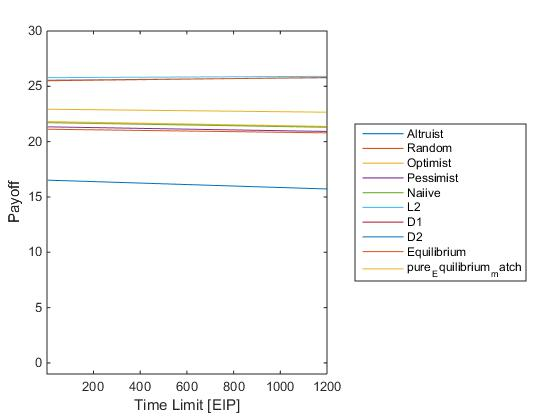 30
25
20
15
10
5
0
Payoff
200 400 600 800 1000 1200
Time Limit [EIP]
Altruist
Random
Optimist
Pessimist
Naiive
L2
D1
D2
Equilibrium
pure_Equilibrium_match